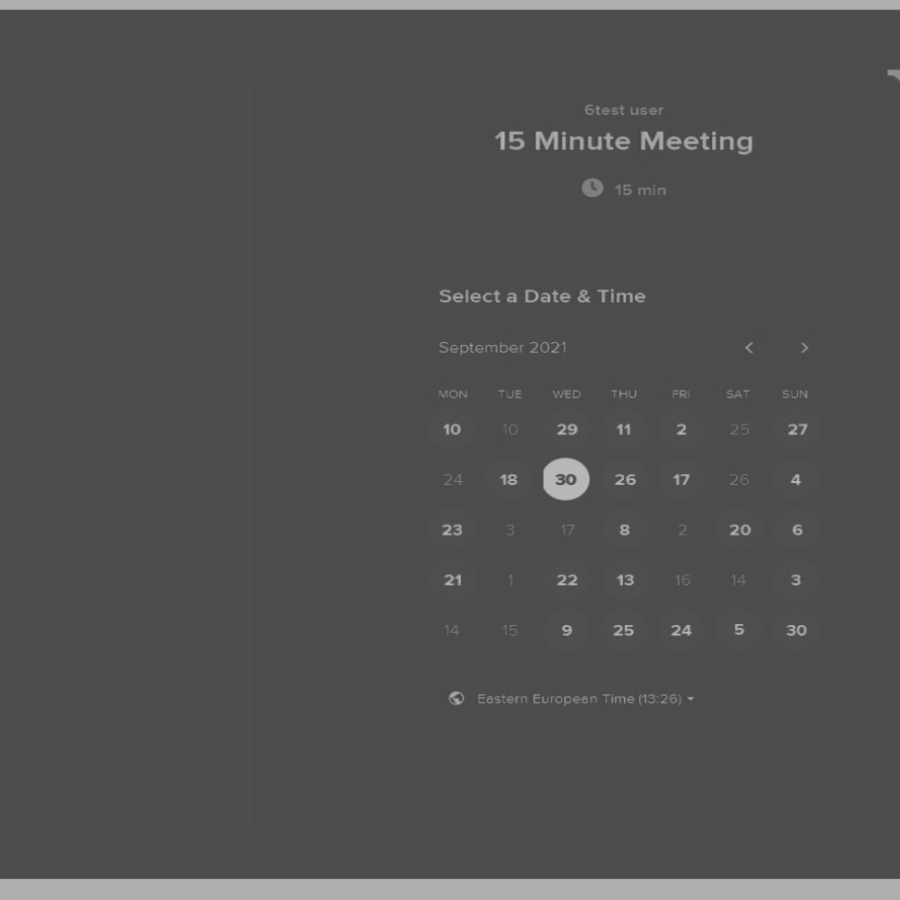 6test user
15 Minute Meeting
15 min
Select a Date & Time
September 2021
MON TUE WED THU FRI SAT SUN
10 10 29 11 2 25 27
24 18 30 26 17 26 4
23 3 17 8 2 20 6
21 1 22 13 16 14 3
14 15 9 25 24 5 30
Eastern European Time (13:26)